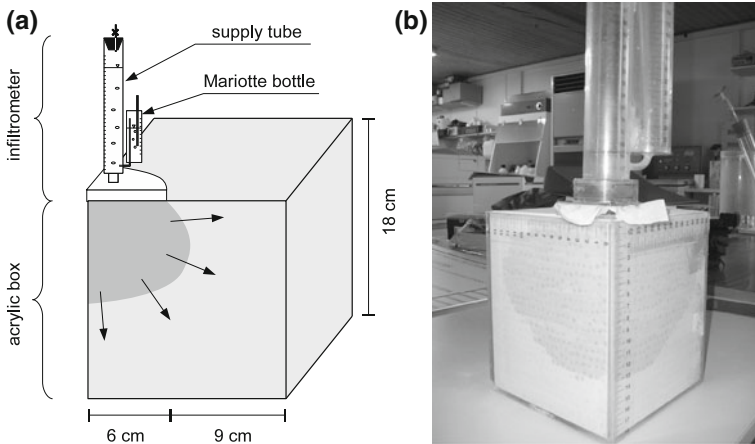 (a)
supply tube
Mariotte bottle
infiltrometer
acrylic box
18 cm
6 cm
9 cm
(b)